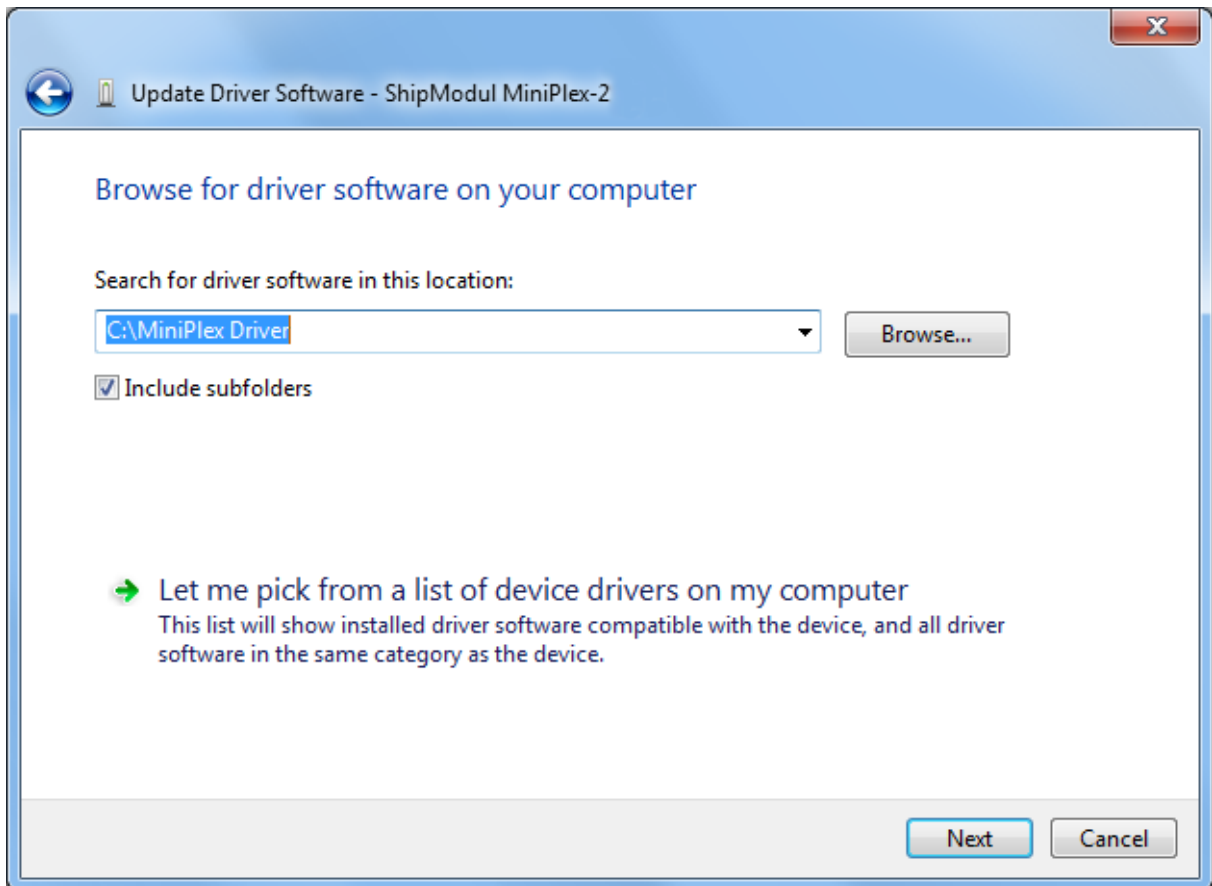 Update Driver Software - ShipModul MiniPlex-2
Browse for driver software on your computer
Search for driver software in this location:
C:\MiniPlex Driver
Browse...
Include subfolders
Let me pick from a list of device drivers on my computer
This list will show installed driver software compatible with the device, and all driver
software in the same category as the device.
Next
Cancel